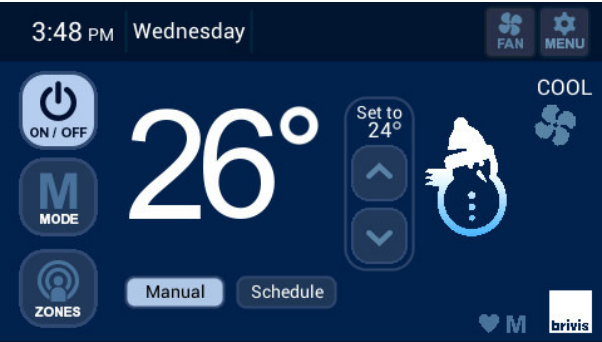 3:48 PM Wednesday
FAN
MENU
ON / OFF
26°
Set to
24°
COOL
M
MODE
ZONES
Manual
Schedule
M
brivis